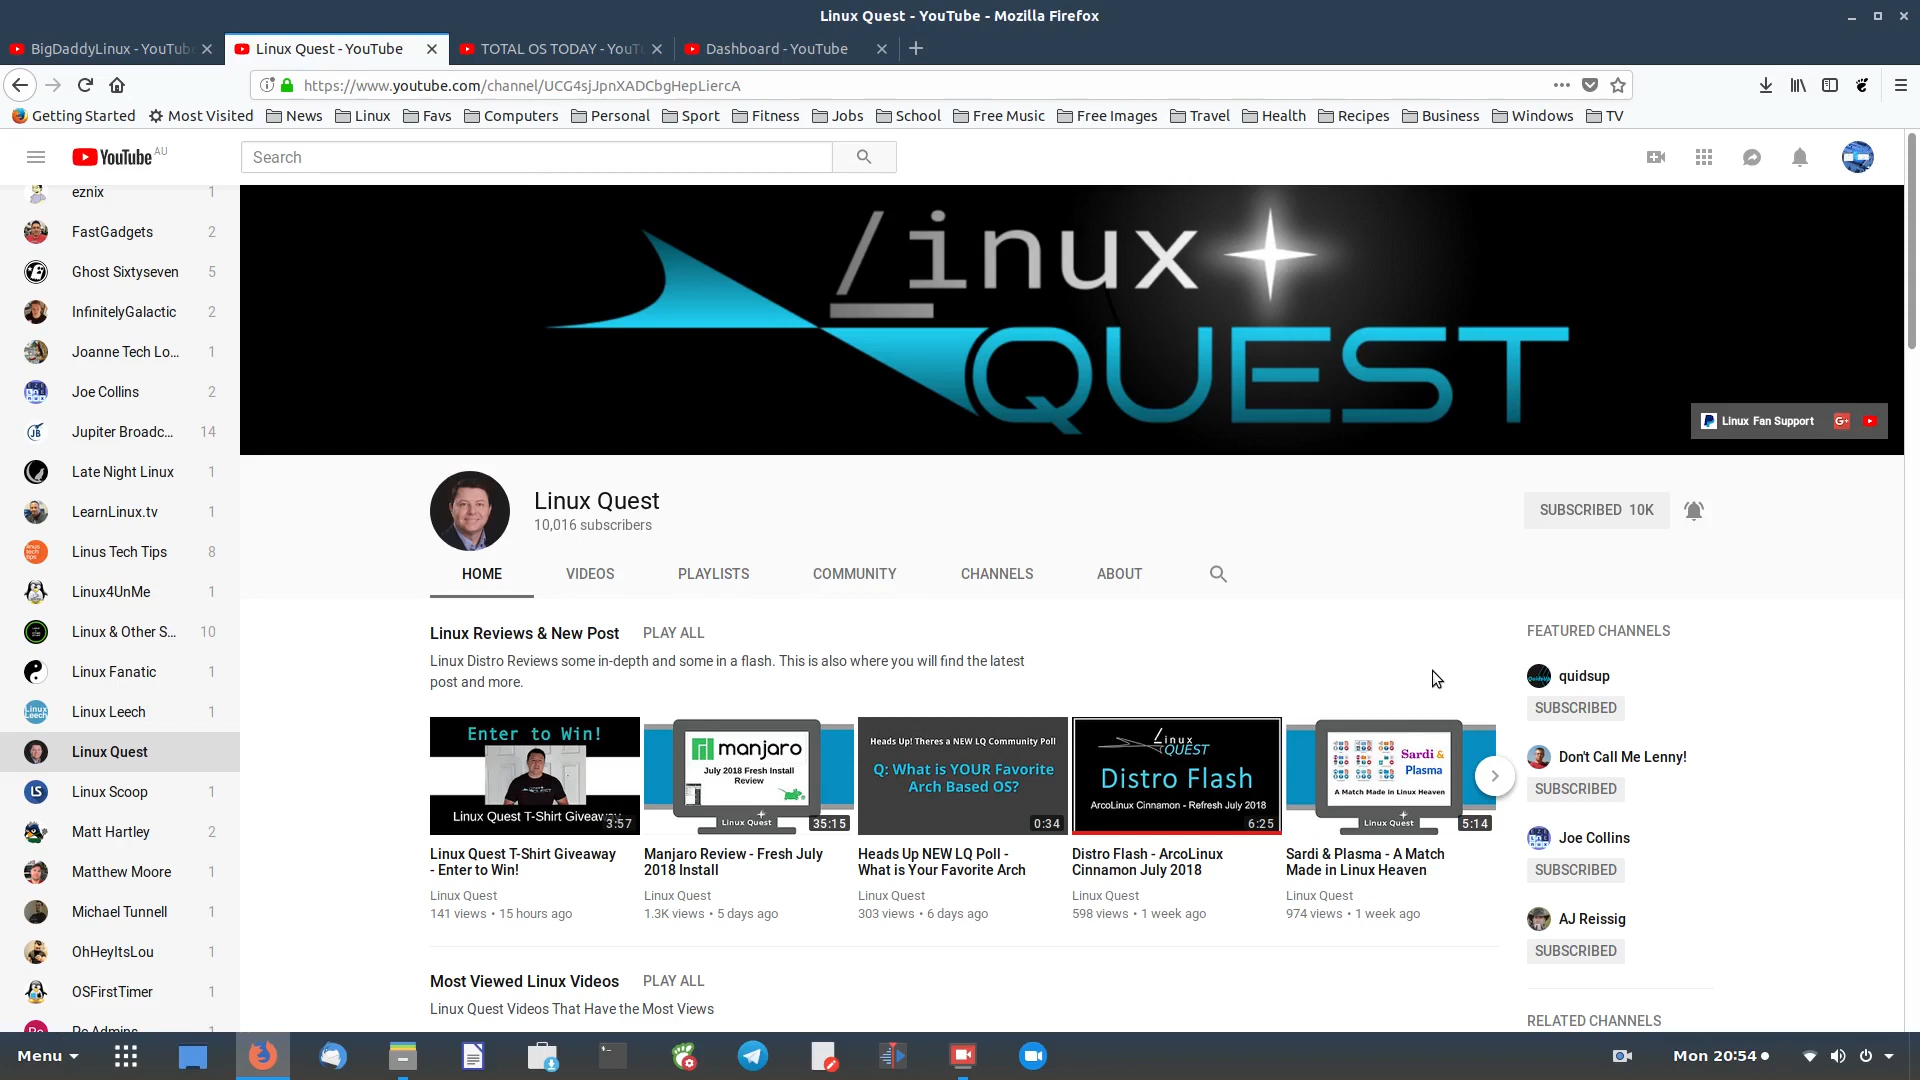 Linux Quest - YouTube - Mozilla Firefox
BigDaddyLinux - YouTube
Linux Quest - YouTube
TOTAL OS TODAY - YouT
Dashboard - YouTube
https://www.youtube.com/channel/UCG4sjJpnXADCbgHepLiercA
Getting Started Most Visited News Linux Favs Computers Personal Sport Fitness Jobs School Free Music Free Images Travel Health Recipes Business Windows TV
YouTube AU
Search
eznix 1
FastGadgets 2
Ghost Sixtyseven 5
InfinitelyGalactic 2
Joanne Tech Lo... 1
Joe Collins 2
Jupiter Broadc... 14
Late Night Linux 1
LearnLinux.tv 1
Linus Tech Tips 8
Linux4UnMe 1
Linux & Other S... 10
Linux Fanatic 1
Linux Leech 1
Linux Quest
Linux Scoop 1
Matt Hartley 2
Matthew Moore 1
Michael Tunnell 1
OhHeyItsLou 1
OSFirstTimer 1
Pc Admins 1
/inux
QUEST
Linux Fan Support G+
Linux Quest
10,016 subscribers
SUBSCRIBED 10K
HOME VIDEOS PLAYLISTS COMMUNITY CHANNELS ABOUT
Linux Reviews & New Post PLAY ALL
Linux Distro Reviews some in-depth and some in a flash. This is also where you will find the latest
post and more.
Enter to Win!
Linux Quest T-Shirt Giveaway
3:57
Linux Quest T-Shirt Giveaway
- Enter to Win!
Linux Quest
141 views • 15 hours ago
manjaro
July 2018 Fresh Install
Review
Linux Quest
35:15
Manjaro Review - Fresh July
2018 Install
Linux Quest
1.3K views • 5 days ago
Heads Up! Theres a NEW LQ Community Poll
Q: What is YOUR Favorite
Arch Based OS?
0:34
Heads Up NEW LQ Poll -
What is Your Favorite Arch
Linux Quest
303 views • 6 days ago
/inux
QUEST
Distro Flash
ArcoLinux Cinnamon - Refresh July 2018
6:25
Distro Flash - ArcoLinux
Cinnamon July 2018
Linux Quest
598 views • 1 week ago
Sardi &
Plasma
A Match Made in Linux Heaven
Linux Quest
5:14
Sardi & Plasma - A Match
Made in Linux Heaven
Linux Quest
974 views • 1 week ago
Most Viewed Linux Videos PLAY ALL
Linux Quest Videos That Have the Most Views
FEATURED CHANNELS
quidsup
SUBSCRIBED
Don't Call Me Lenny!
SUBSCRIBED
Joe Collins
SUBSCRIBED
AJ Reissig
SUBSCRIBED
RELATED CHANNELS
Menu
Mon 20:54